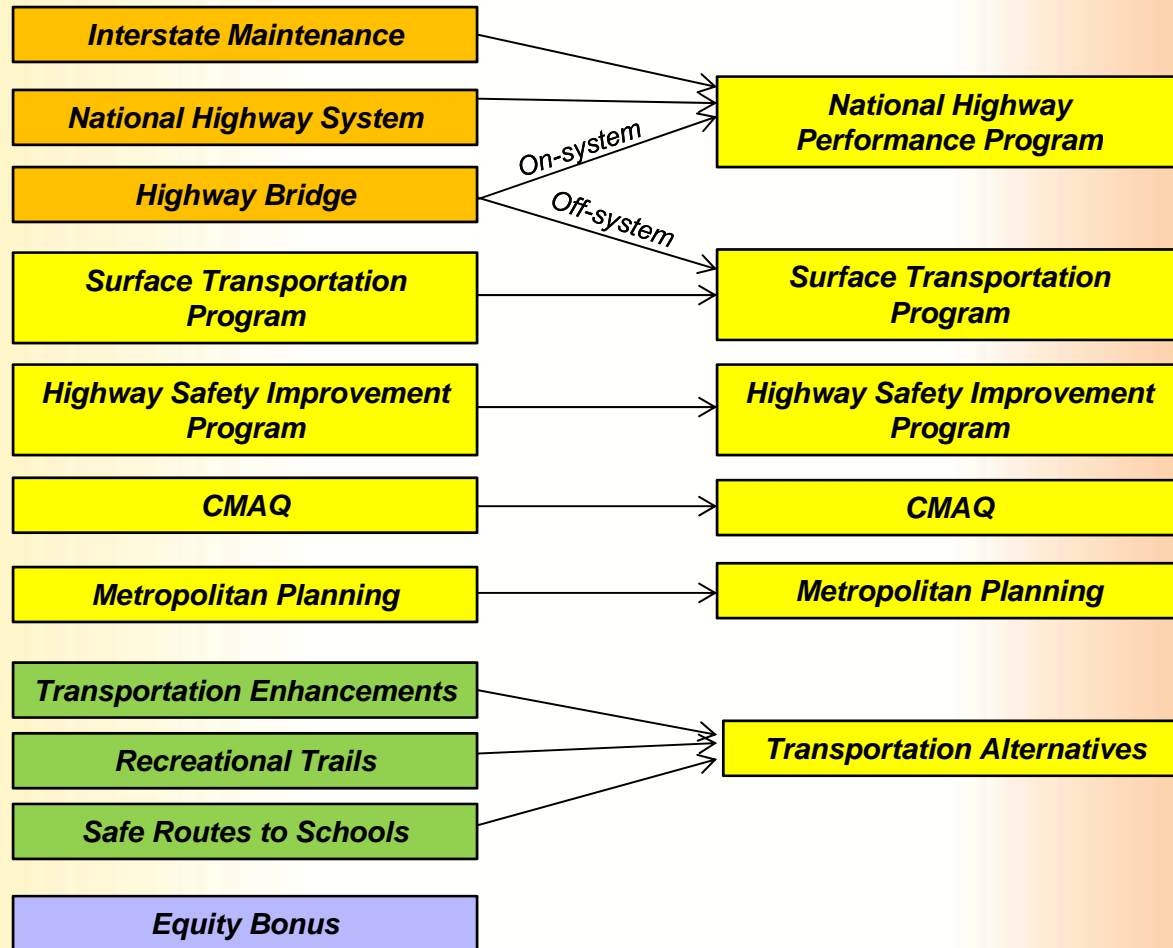 Interstate Maintenance
National Highway System
Highway Bridge
Surface Transportation
Program
Highway Safety Improvement
Program
CMAQ
Metropolitan Planning
Transportation Enhancements
Recreational Trails
Safe Routes to Schools
Equity Bonus
On-system
Off-system
National Highway
Performance Program
Surface Transportation
Program
Highway Safety Improvement
Program
CMAQ
Metropolitan Planning
Transportation Alternatives